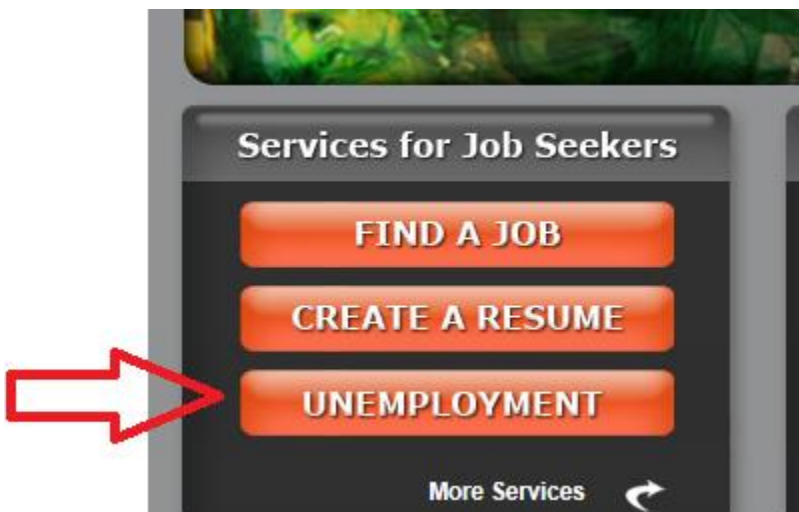 Services for Job Seekers
FIND A JOB
CREATE A RESUME
UNEMPLOYMENT
More Services